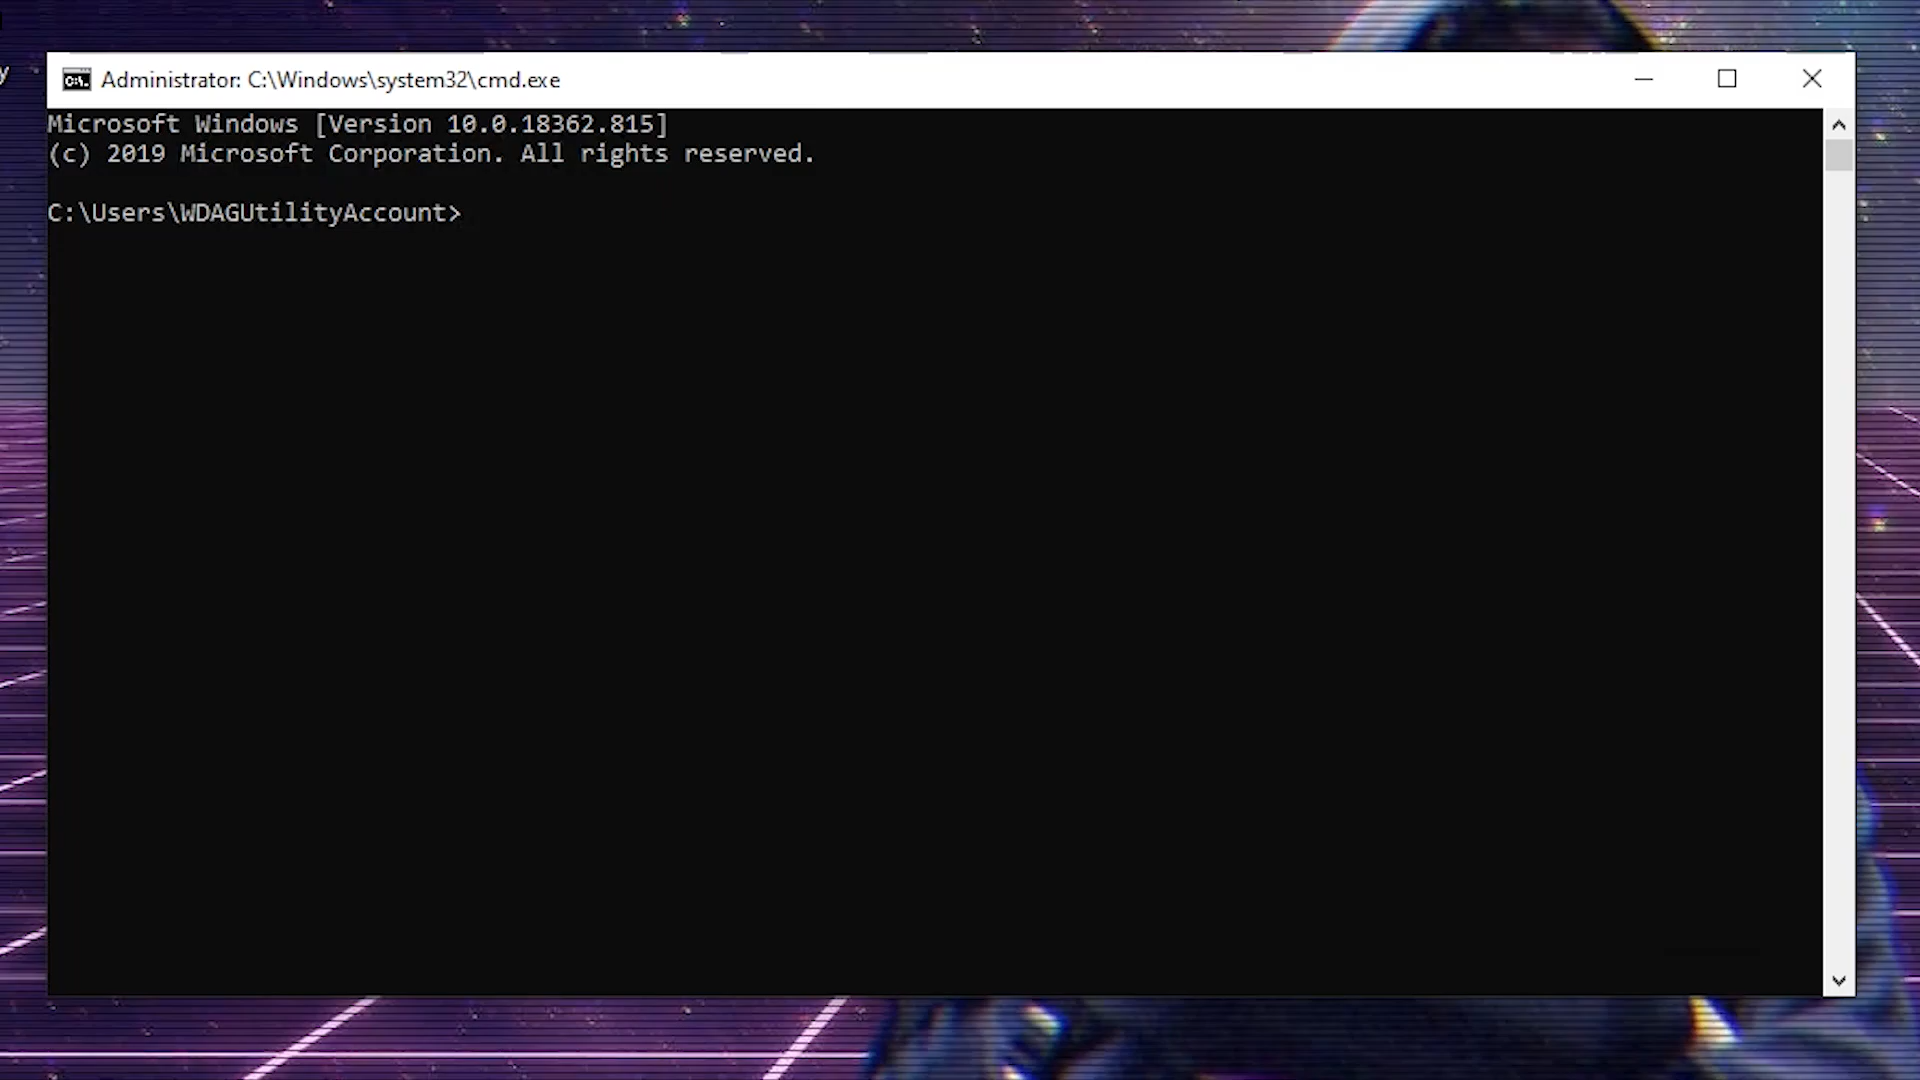 Administrator: C:\Windows\system32\cmd.exe
Microsoft Windows [Version 10.0.18362.815]
(c) 2019 Microsoft Corporation. All rights reserved.
C:\Users\WDAGUtilityAccount>